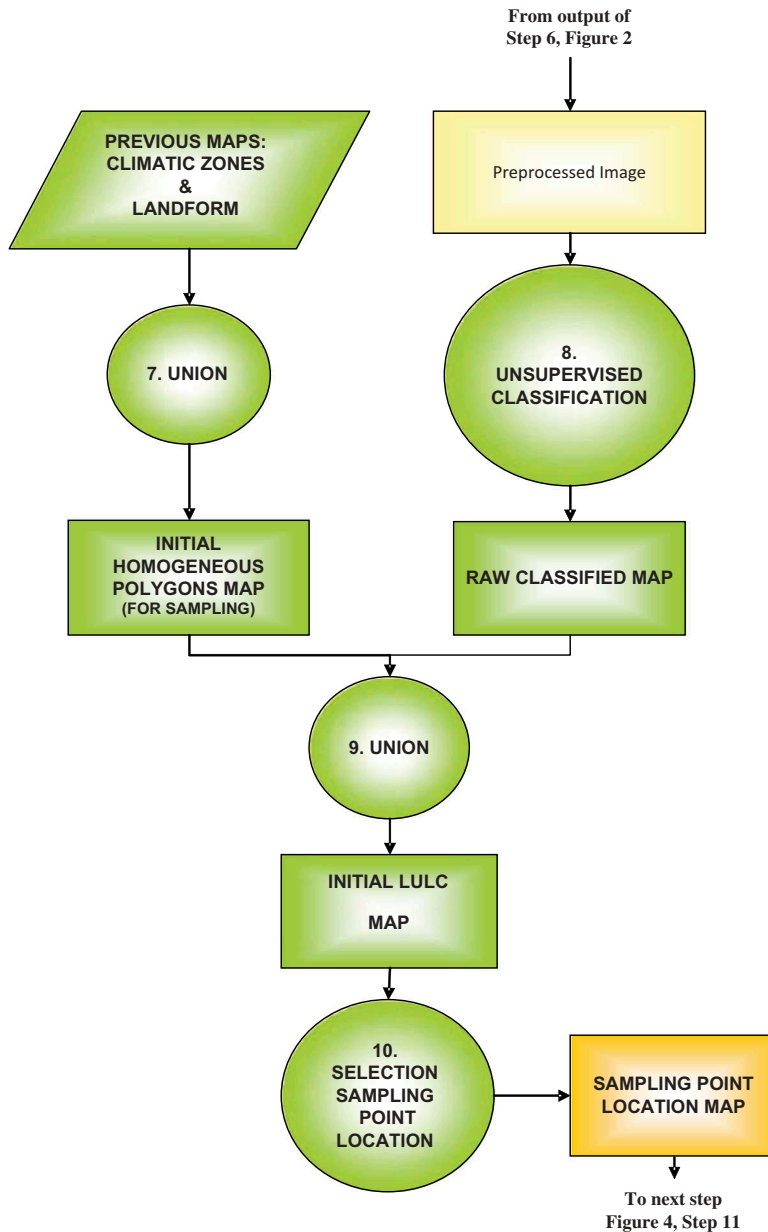 From output of
Step 6, Figure 2
PREVIOUS MAPS:
CLIMATIC ZONES
&
LANDFORM
Preprocessed Image
7. UNION
8.
UNSUPERVISED
CLASSIFICATION
INITIAL
HOMOGENEOUS
POLYGONS MAP
(FOR SAMPLING)
RAW CLASSIFIED MAP
9. UNION
INITIAL LULC
MAP
10.
SELECTION
SAMPLING
POINT
LOCATION
SAMPLING POINT
LOCATION MAP
To next step
Figure 4, Step 11